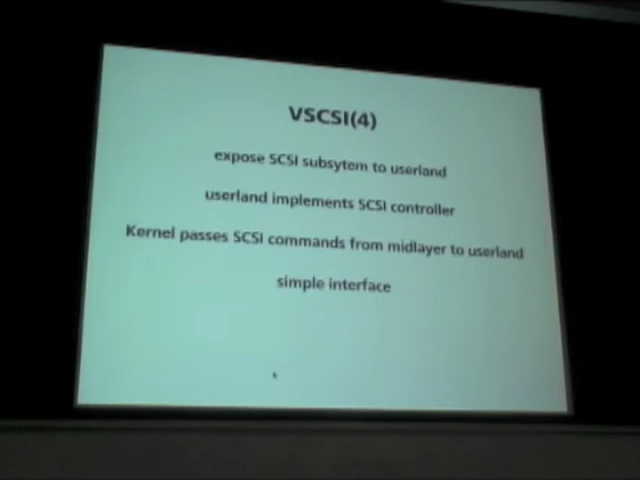 VSCSI(4)
expose SCSI subsytem to userland
userland implements SCSI controller
Kernel passes SCSI commands from midlayer to userland
simple interface